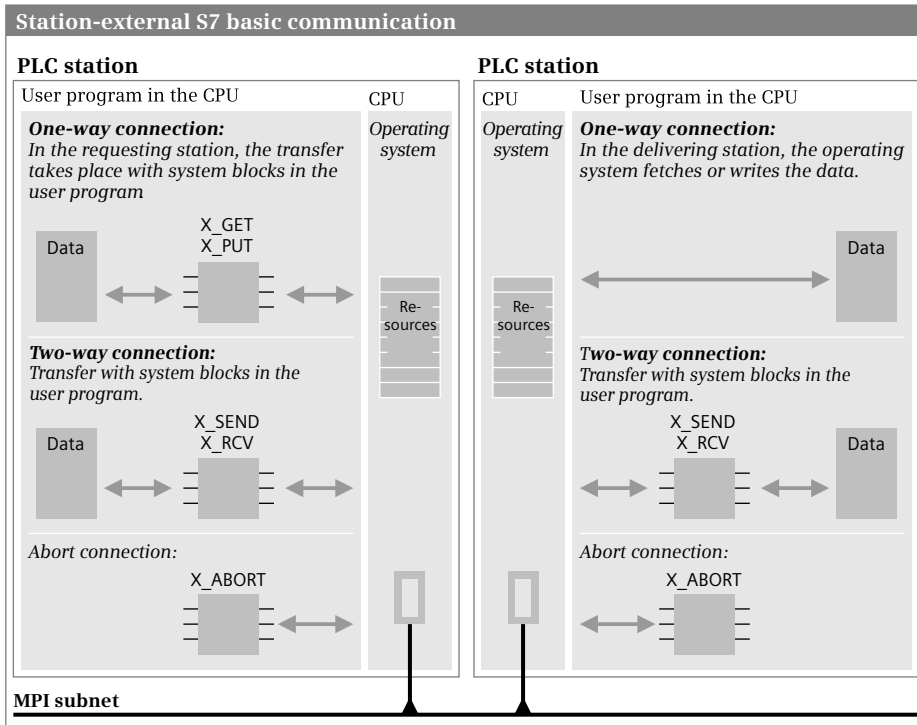 Station-external S7 basic communication
PLC station
User program in the CPU
CPU
One-way connection:
In the requesting station, the transfer
takes place with system blocks in the
user program
Operating
system
Data
X_GET
X_PUT
Re-
sources
Two-way connection:
Transfer with system blocks in the
user program.
Data
X_SEND
X_RCV
Abort connection:
X_ABORT
PLC station
CPU
User program in the CPU
Operating
system
One-way connection:
In the delivering station, the operating
system fetches or writes the data.
Data
Re-
sources
Two-way connection:
Transfer with system blocks in the
user program.
X_SEND
X_RCV
Data
Abort connection:
X_ABORT
MPI subnet